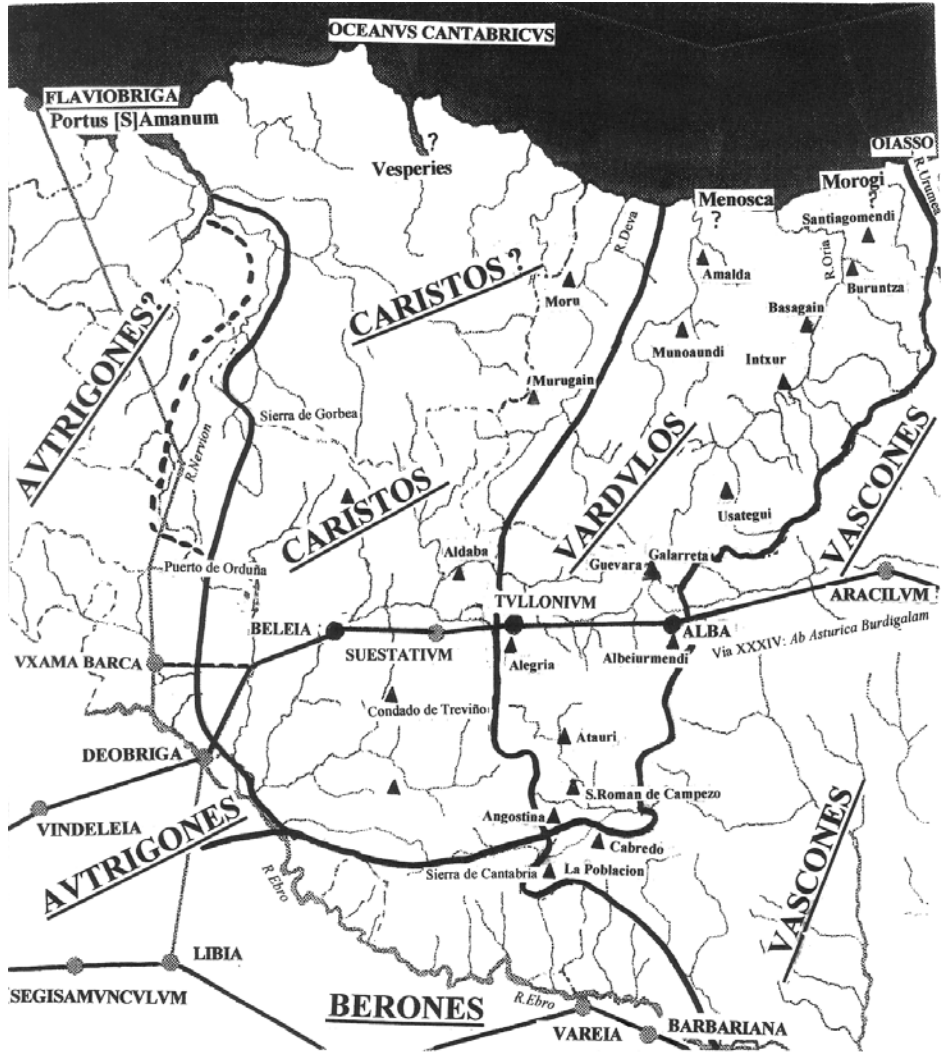 OCEANVS CANTABRICVS
FLAVIOBRIGA
Portus [S]Amanum
?
Vesperies
OIASSO
R.Urumea
Morogi
?
Santiagomendi
Menosca
?
R.Deva
R.Oria
Amalda
Buruntza
CARISTOS ?
Moru
Basagain
AVTRIGONES?
Munoaundi
Intxur
Murugain
Sierra de Gorbea
R.Nervion
VARDVLOS
VASCONES
CARISTOS
Usategui
Aldaba
Galarreta
Guevara
Puerto de Orduña
ARACILVM ?
TVLLONIVM
BELEIA
SUESTATIVM
ALBA
Via XXXIV: Ab Asturica Burdigalam
VXAMA BARCA
Alegria
Albeiurmendi
Condado de Treviño
Atauri
DEOBRIGA
S.Roman de Campezo
VINDELEIA
Angostina
AVTRIGONES
Cabredo
R.Ebro
Sierra de Cantabria
La Poblacion
VASCONES
LIBIA
SEGISAMVNCVLVM
BERONES
R.Ebro
VAREIA
BARBARIANA